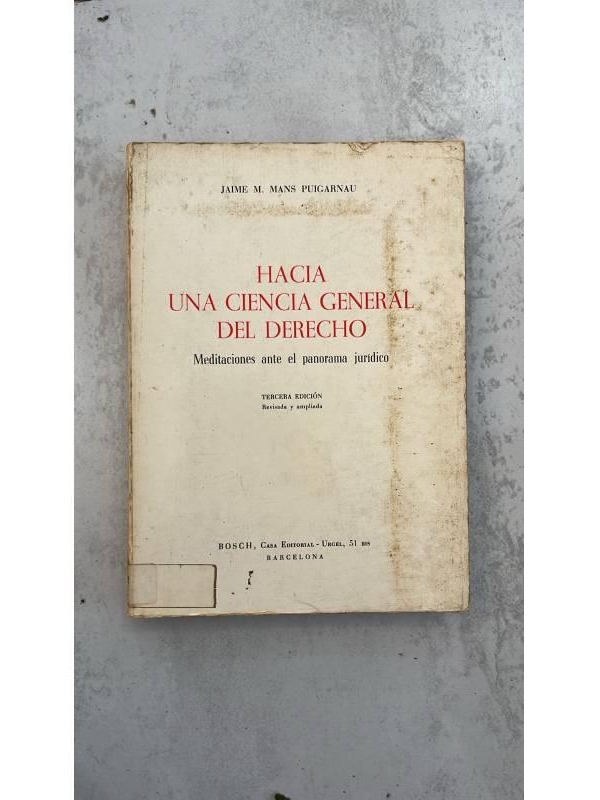 JAIME M. MANS PUIGARNAU
HACIA
UNA CIENCIA GENERAL
DEL DERECHO
Meditaciones ante el panorama jurídico
TERCERA EDICIÓN
Revisada y ampliada
BOSCH, Casa Editorial - Urgel, 51 bis
BARCELONA